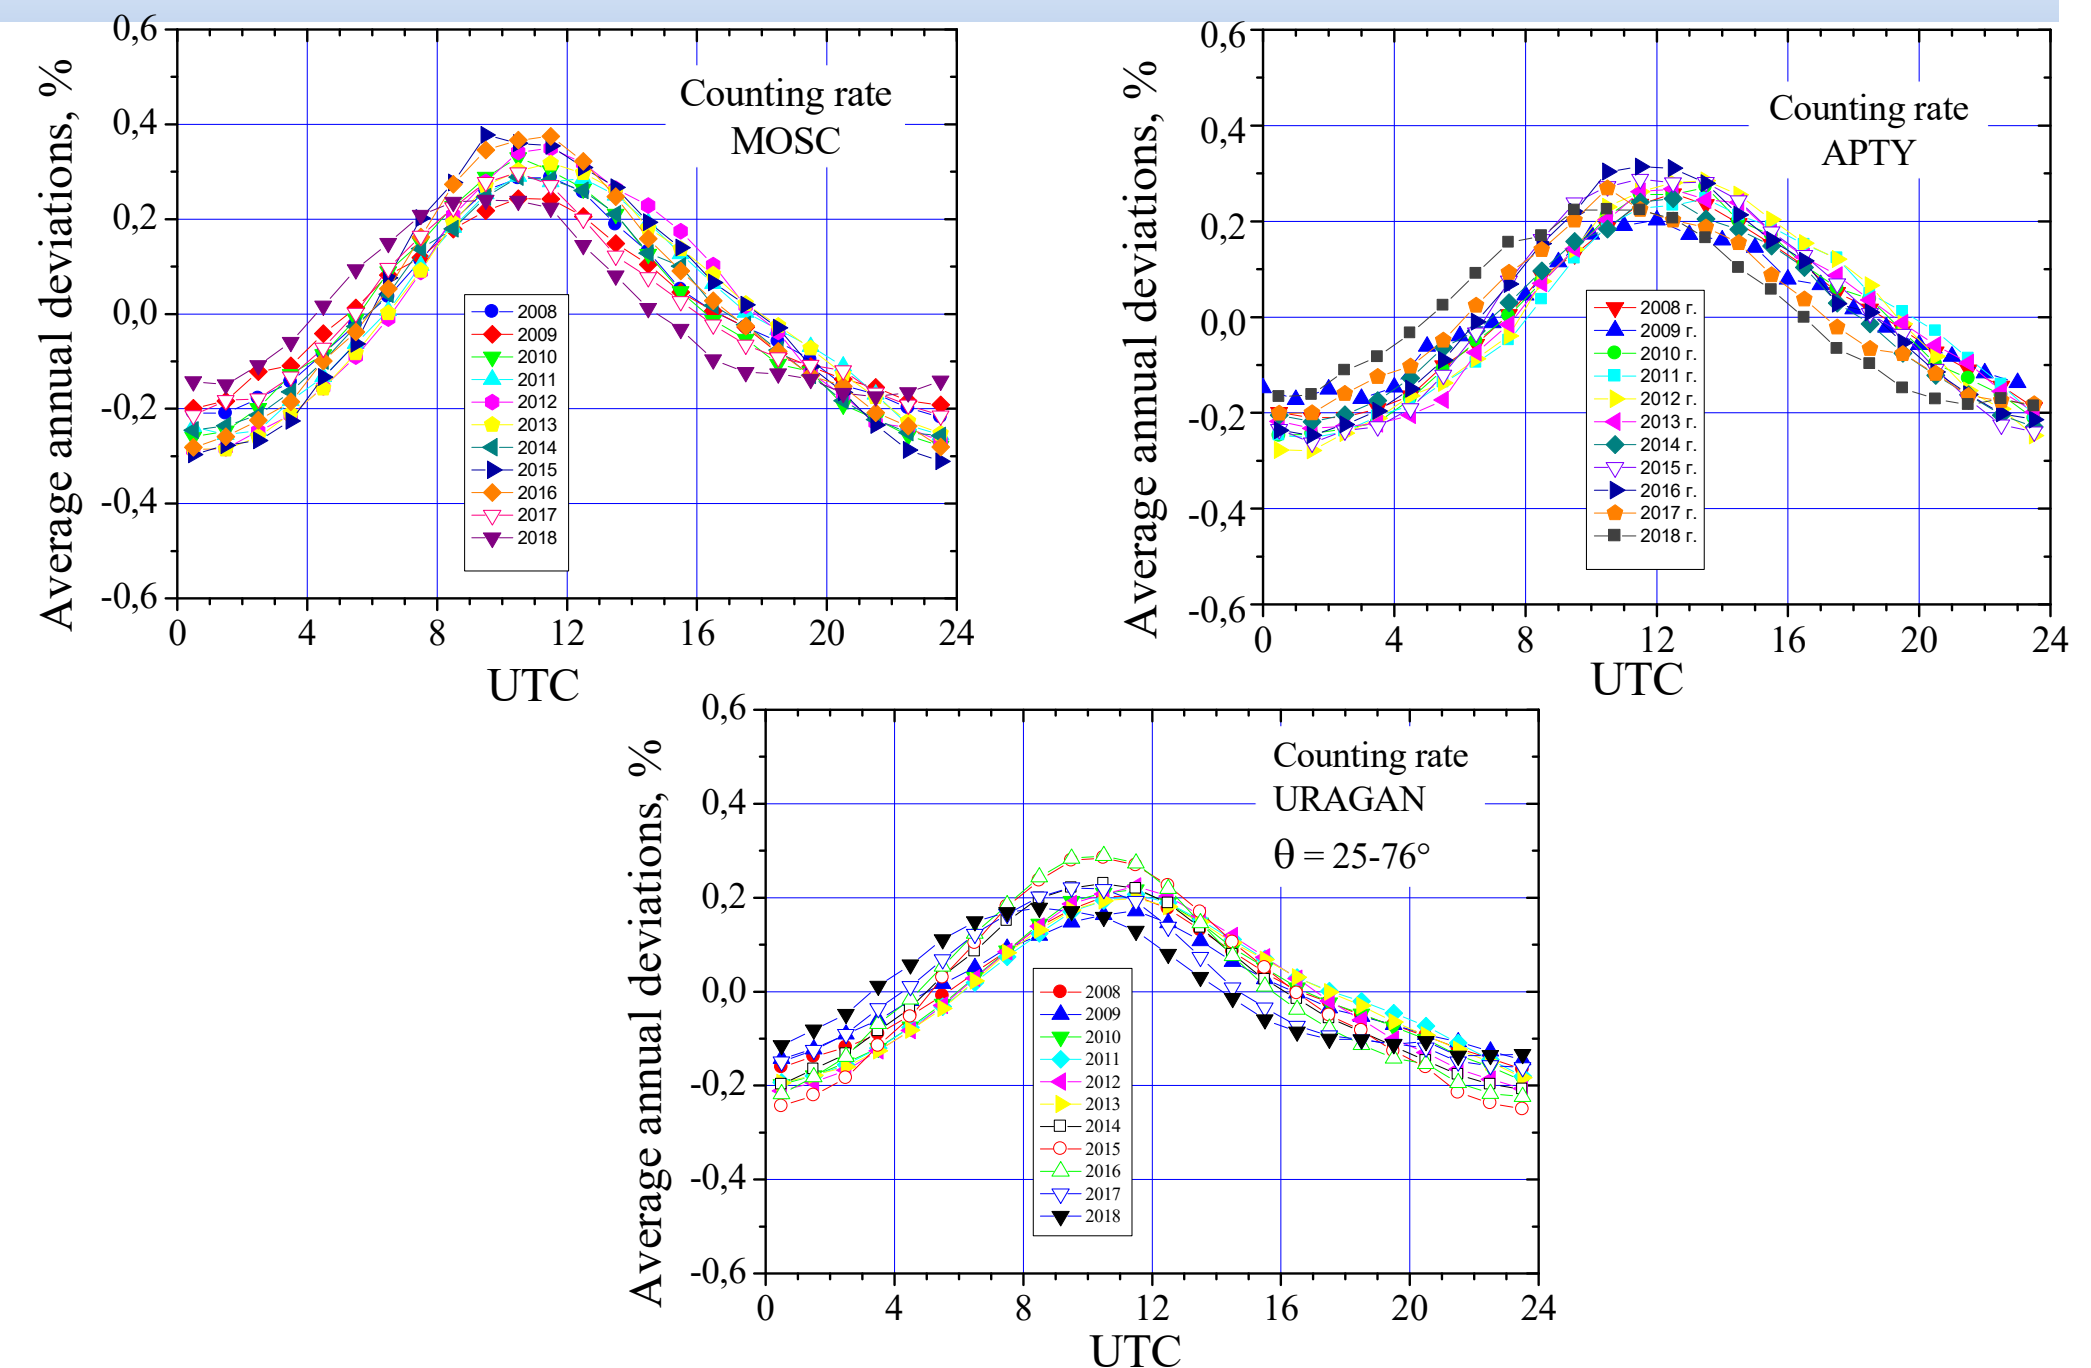 Average annual deviations, %
0,6
0,4
0,2
0,0
-0,2
-0,4
-0,6
Counting rate
MOSC
2008
2009
2010
2011
2012
2013
2014
2015
2016
2017
2018
0 4 8 12 16 20 24
UTC
Average annual deviations, %
0,6
0,4
0,2
0,0
-0,2
-0,4
-0,6
Counting rate
APTY
2008 г.
2009 г.
2010 г.
2011 г.
2012 г.
2013 г.
2014 г.
2015 г.
2016 г.
2017 г.
2018 г.
0 4 8 12 16 20 24
UTC
Average annual deviations, %
0,6
0,4
0,2
0,0
-0,2
-0,4
-0,6
Counting rate
URAGAN
θ = 25-76°
2008
2009
2010
2011
2012
2013
2014
2015
2016
2017
2018
0 4 8 12 16 20 24
UTC